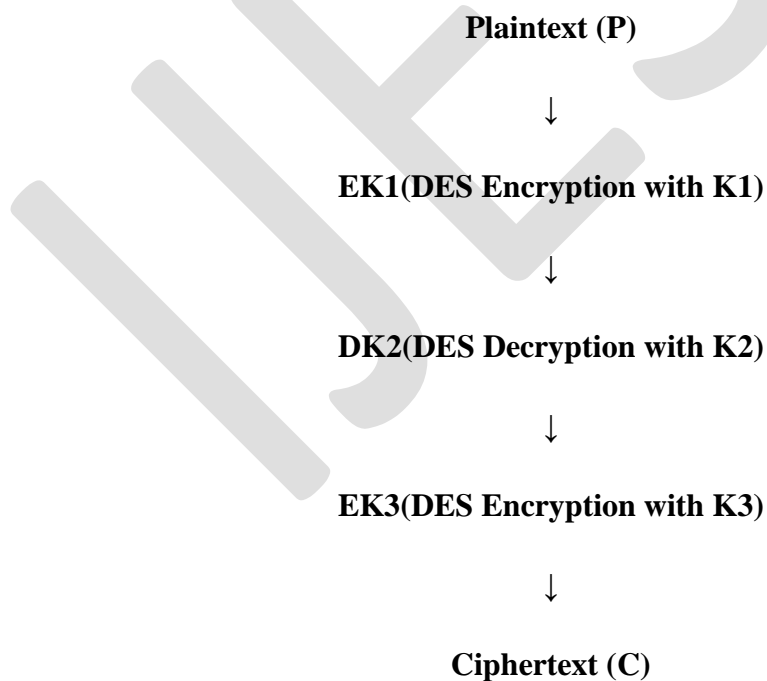 Plaintext (P)
↓
EK1(DES Encryption with K1)
↓
DK2(DES Decryption with K2)
↓
EK3(DES Encryption with K3)
↓
Ciphertext (C)